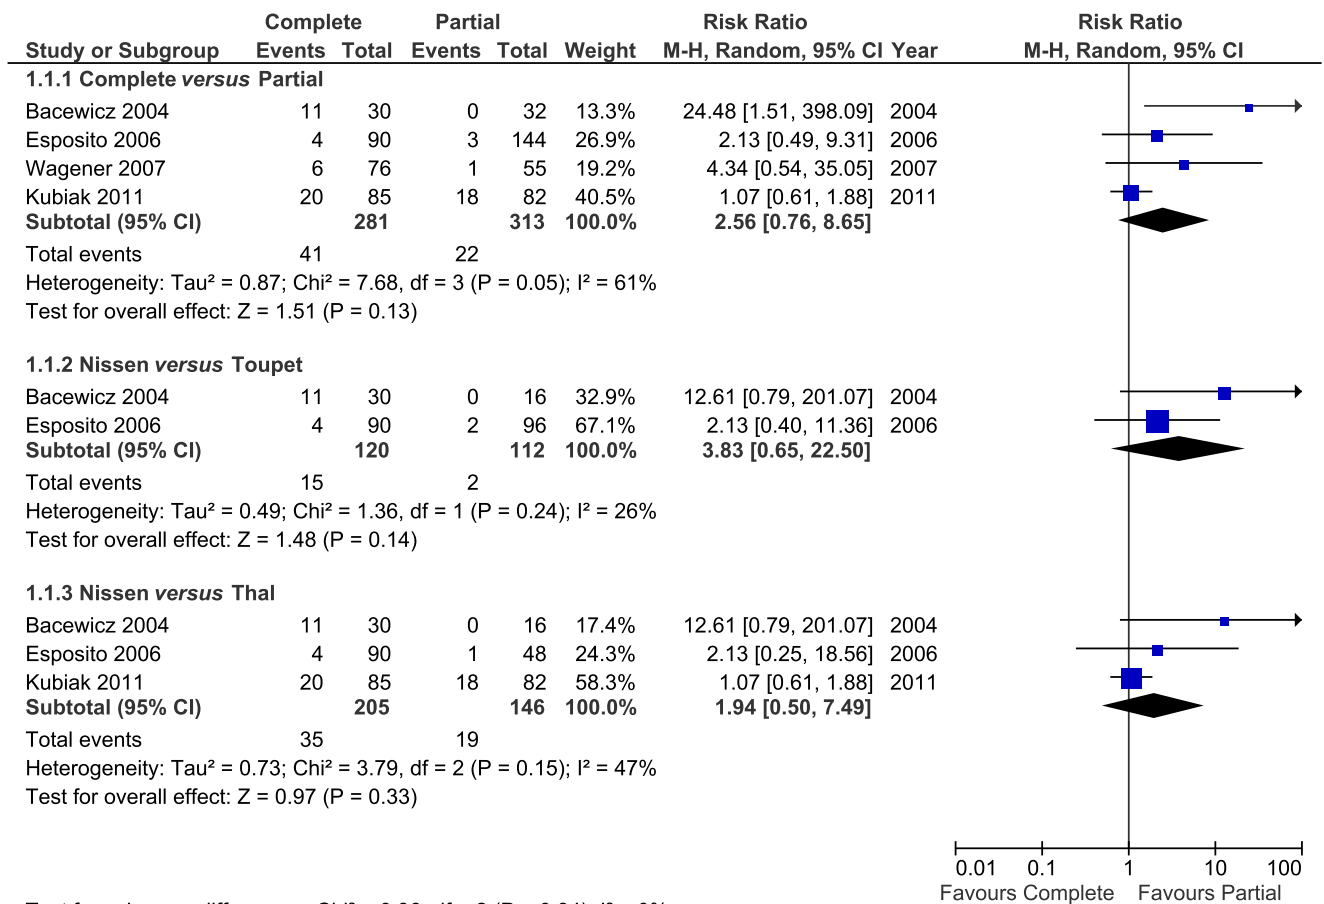 Complete Partial Risk Ratio Risk Ratio
Study or Subgroup Events Total Events Total Weight M-H, Random, 95% CI Year M-H, Random, 95% CI
1.1.1 Complete versus Partial
Bacewicz 2004 11 30 0 32 13.3% 24.48 [1.51, 398.09] 2004
Esposito 2006 4 90 3 144 26.9% 2.13 [0.49, 9.31] 2006
Wagener 2007 6 76 1 55 19.2% 4.34 [0.54, 35.05] 2007
Kubiak 2011 20 85 18 82 40.5% 1.07 [0.61, 1.88] 2011
Subtotal (95% CI) 281 313 100.0% 2.56 [0.76, 8.65]
Total events 41 22
Heterogeneity: Tau² = 0.87; Chi² = 7.68, df = 3 (P = 0.05); I² = 61%
Test for overall effect: Z = 1.51 (P = 0.13)
1.1.2 Nissen versus Toupet
Bacewicz 2004 11 30 0 16 32.9% 12.61 [0.79, 201.07] 2004
Esposito 2006 4 90 2 96 67.1% 2.13 [0.40, 11.36] 2006
Subtotal (95% CI) 120 112 100.0% 3.83 [0.65, 22.50]
Total events 15 2
Heterogeneity: Tau² = 0.49; Chi² = 1.36, df = 1 (P = 0.24); I² = 26%
Test for overall effect: Z = 1.48 (P = 0.14)
1.1.3 Nissen versus Thal
Bacewicz 2004 11 30 0 16 17.4% 12.61 [0.79, 201.07] 2004
Esposito 2006 4 90 1 48 24.3% 2.13 [0.25, 18.56] 2006
Kubiak 2011 20 85 18 82 58.3% 1.07 [0.61, 1.88] 2011
Subtotal (95% CI) 205 146 100.0% 1.94 [0.50, 7.49]
Total events 35 19
Heterogeneity: Tau² = 0.73; Chi² = 3.79, df = 2 (P = 0.15); I² = 47%
Test for overall effect: Z = 0.97 (P = 0.33)
0.01 0.1 1 10 100
Favours Complete Favours Partial